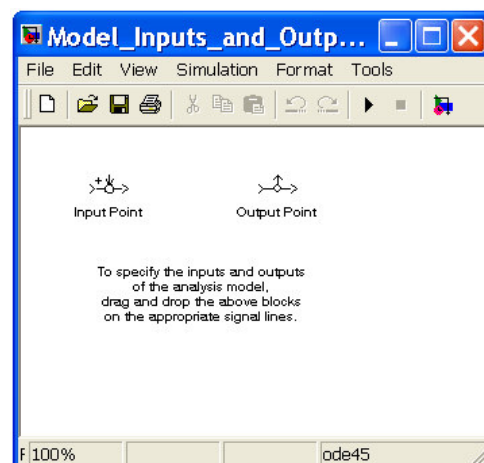 Model_Inputs_and_Outp...
File Edit View Simulation Format Tools
Input Point Output Point
To specify the inputs and outputs
of the analysis model,
drag and drop the above blocks
on the appropriate signal lines.
F 100% ode45